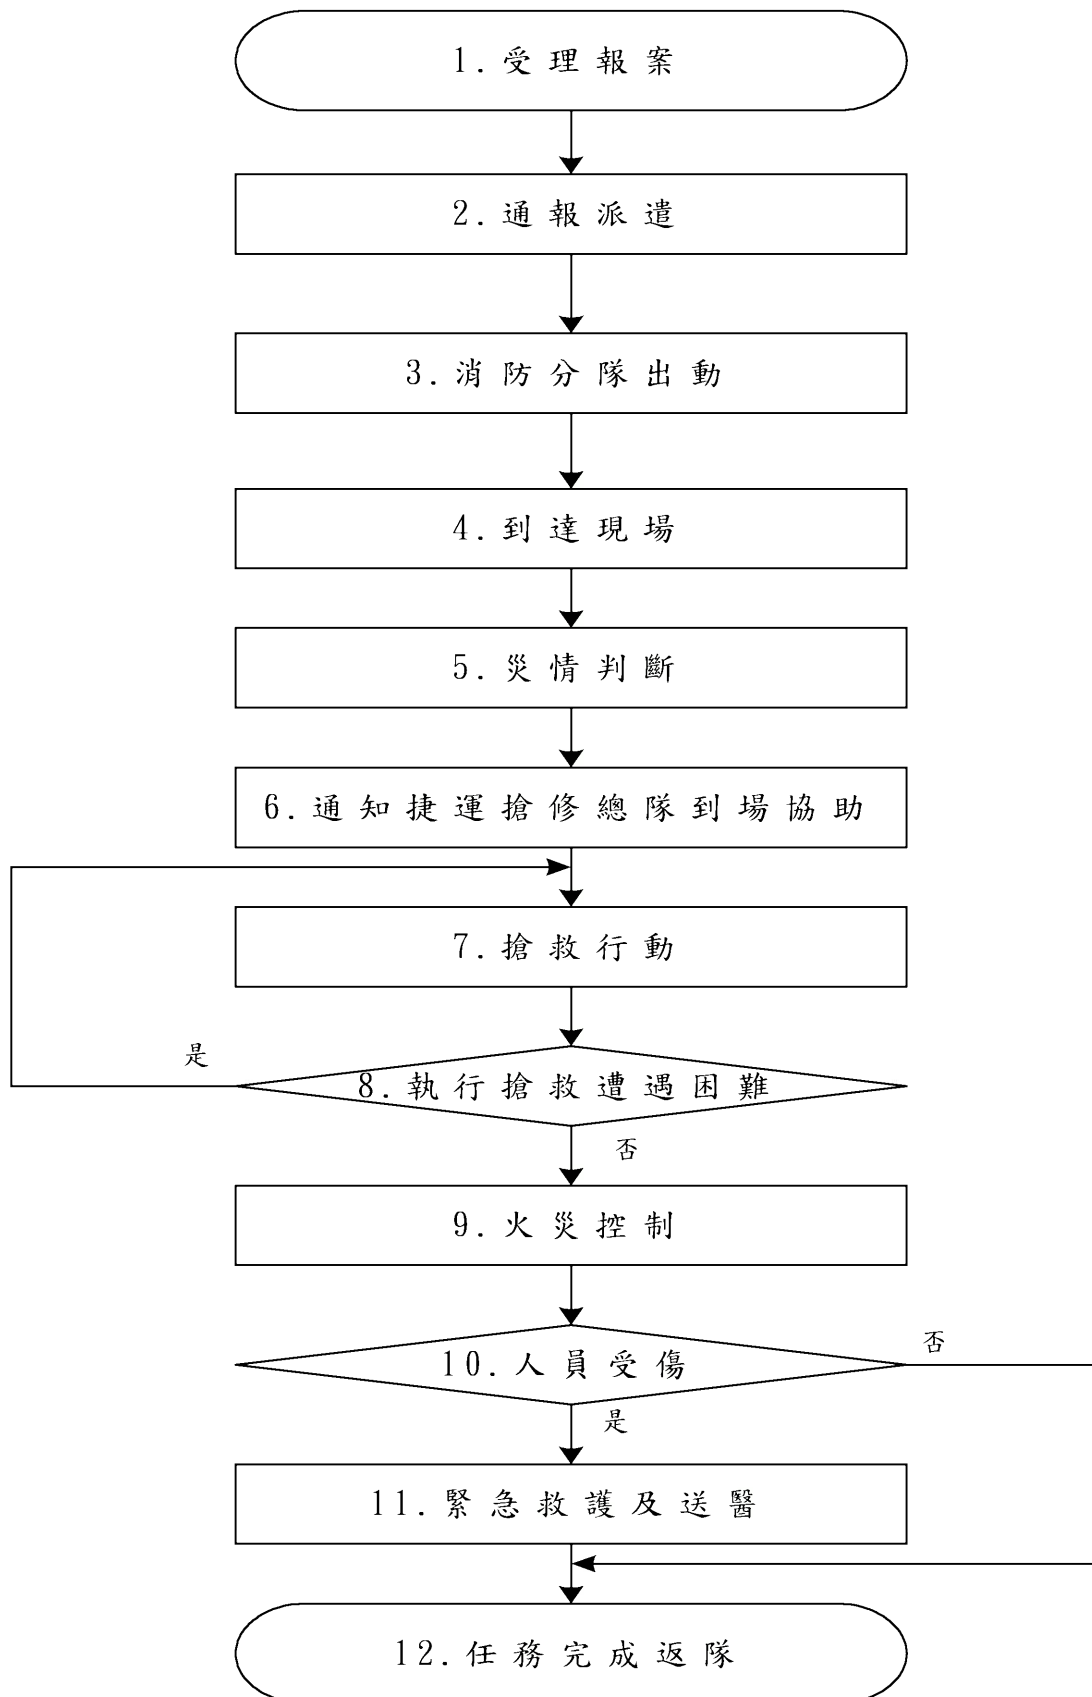 1.受理報案
2.通報派遣
3.消防分隊出動
4.到達現場
5.災情判斷
6.通知捷運搶修總隊到場協助
7.搶救行動
是
8.執行搶救遭遇困難
否
9.火災控制
否
10.人員受傷
是
11.緊急救護及送醫
12.任務完成返隊